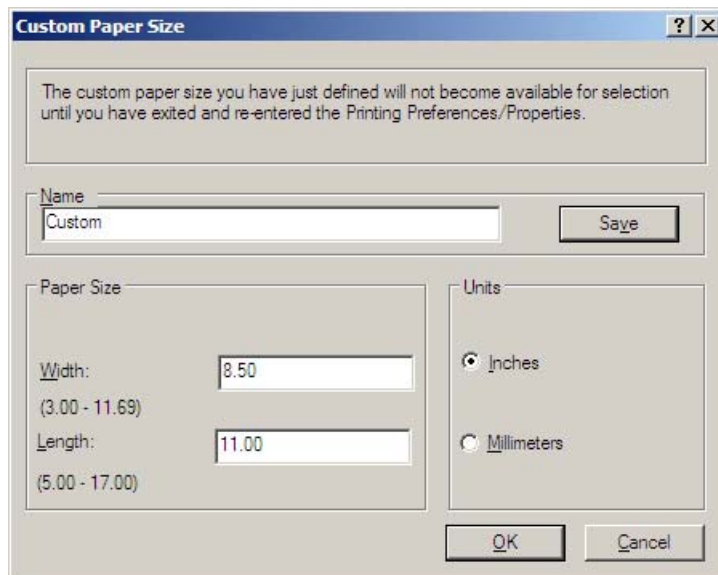 Custom Paper Size
The custom paper size you have just defined will not become available for selection
until you have exited and re-entered the Printing Preferences/Properties.
Name
Custom
Save
Paper Size
Width:
8.50
(3.00 - 11.69)
Length:
11.00
(5.00 - 17.00)
Units
Inches
Millimeters
OK
Cancel